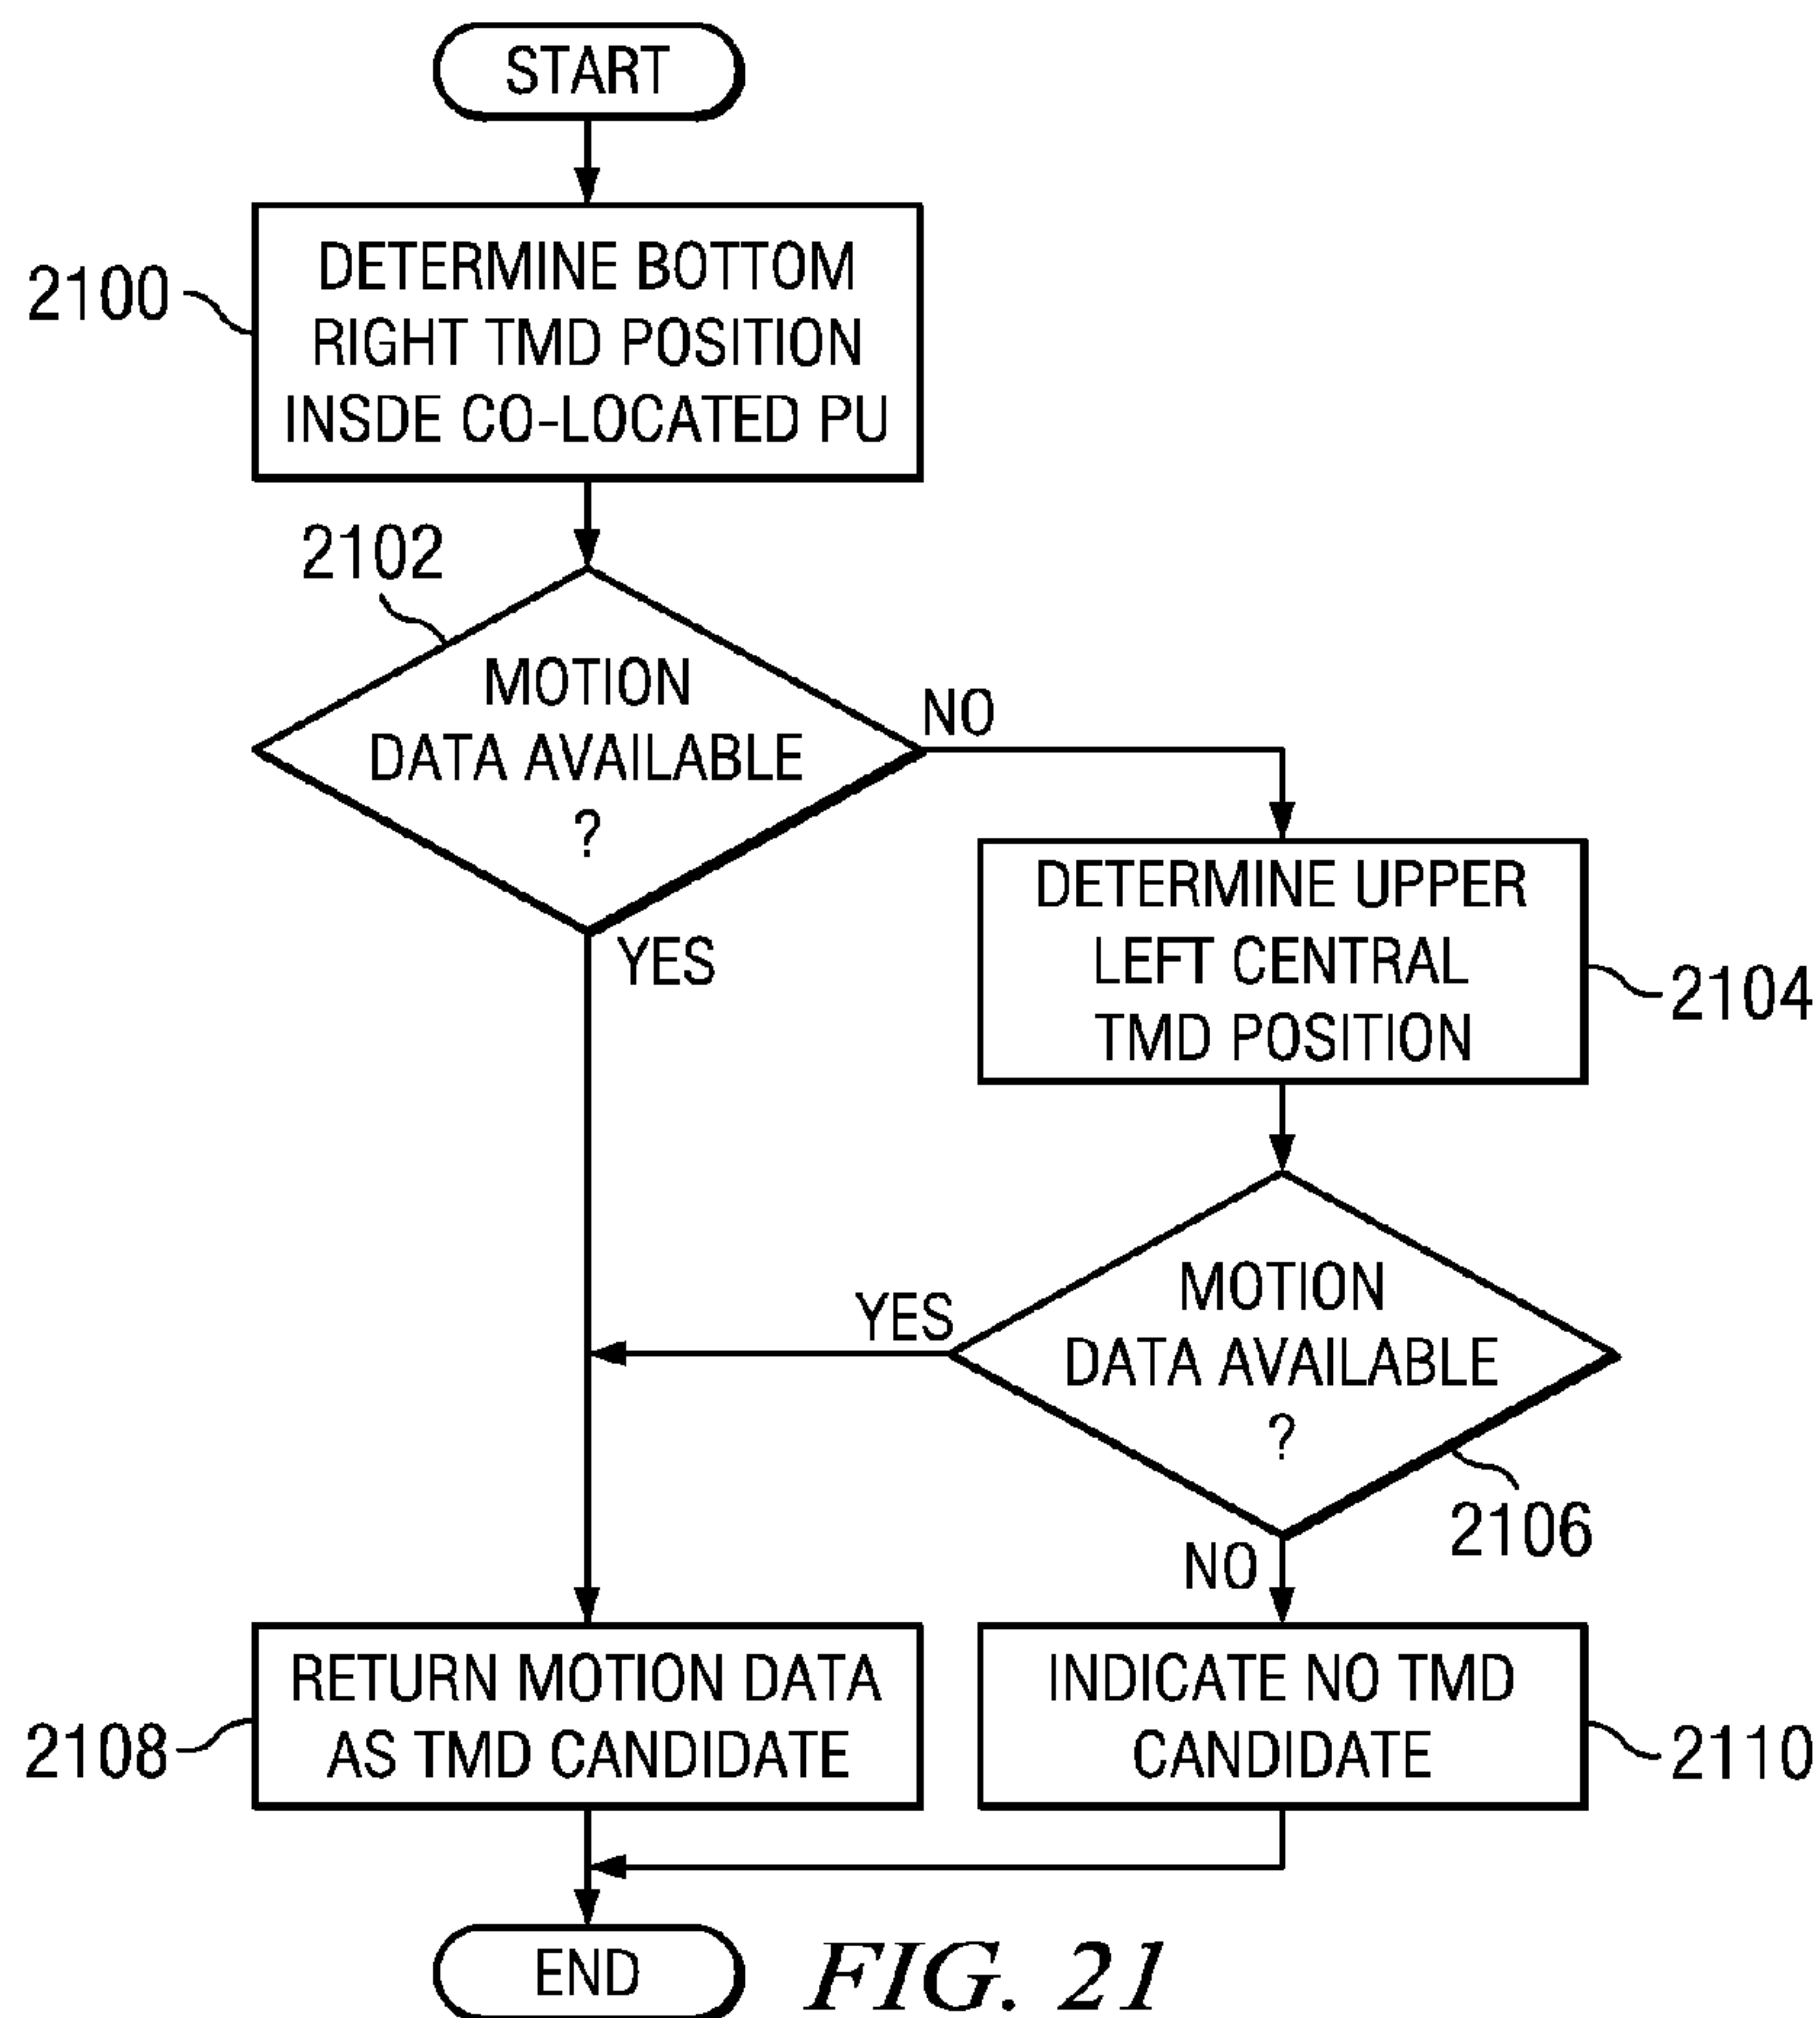 START
2100
DETERMINE BOTTOM
RIGHT TMD POSITION
INSDE CO-LOCATED PU
2102
MOTION
DATA AVAILABLE
?
NO
YES
DETERMINE UPPER
LEFT CENTRAL
TMD POSITION
2104
MOTION
DATA AVAILABLE
?
YES
2106
NO
RETURN MOTION DATA
AS TMD CANDIDATE
2108
INDICATE NO TMD
CANDIDATE
2110
END
FIG. 21